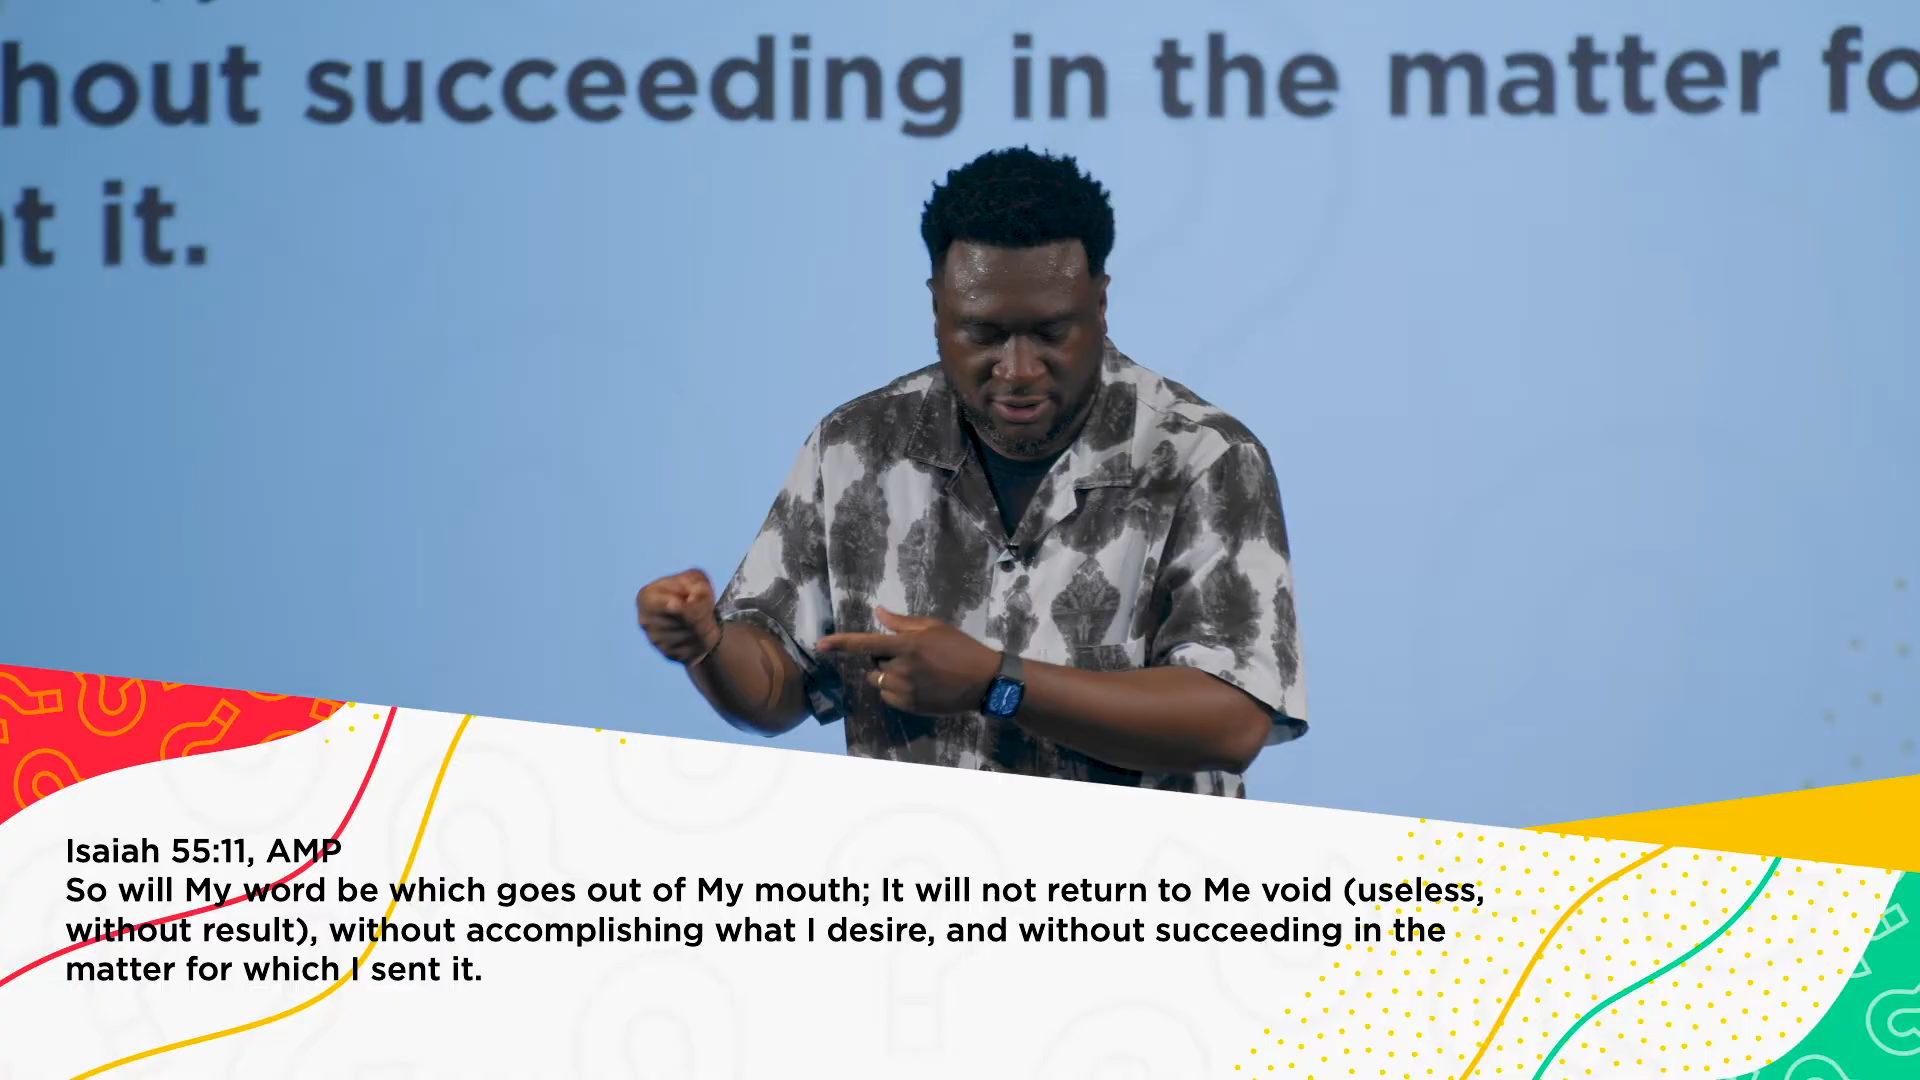 hout succeeding in the matter fo
t it.
Isaiah 55:11, AMP
So will My word be which goes out of My mouth; It will not return to Me void (useless,
without result), without accomplishing what I desire, and without succeeding in the
matter for which I sent it.